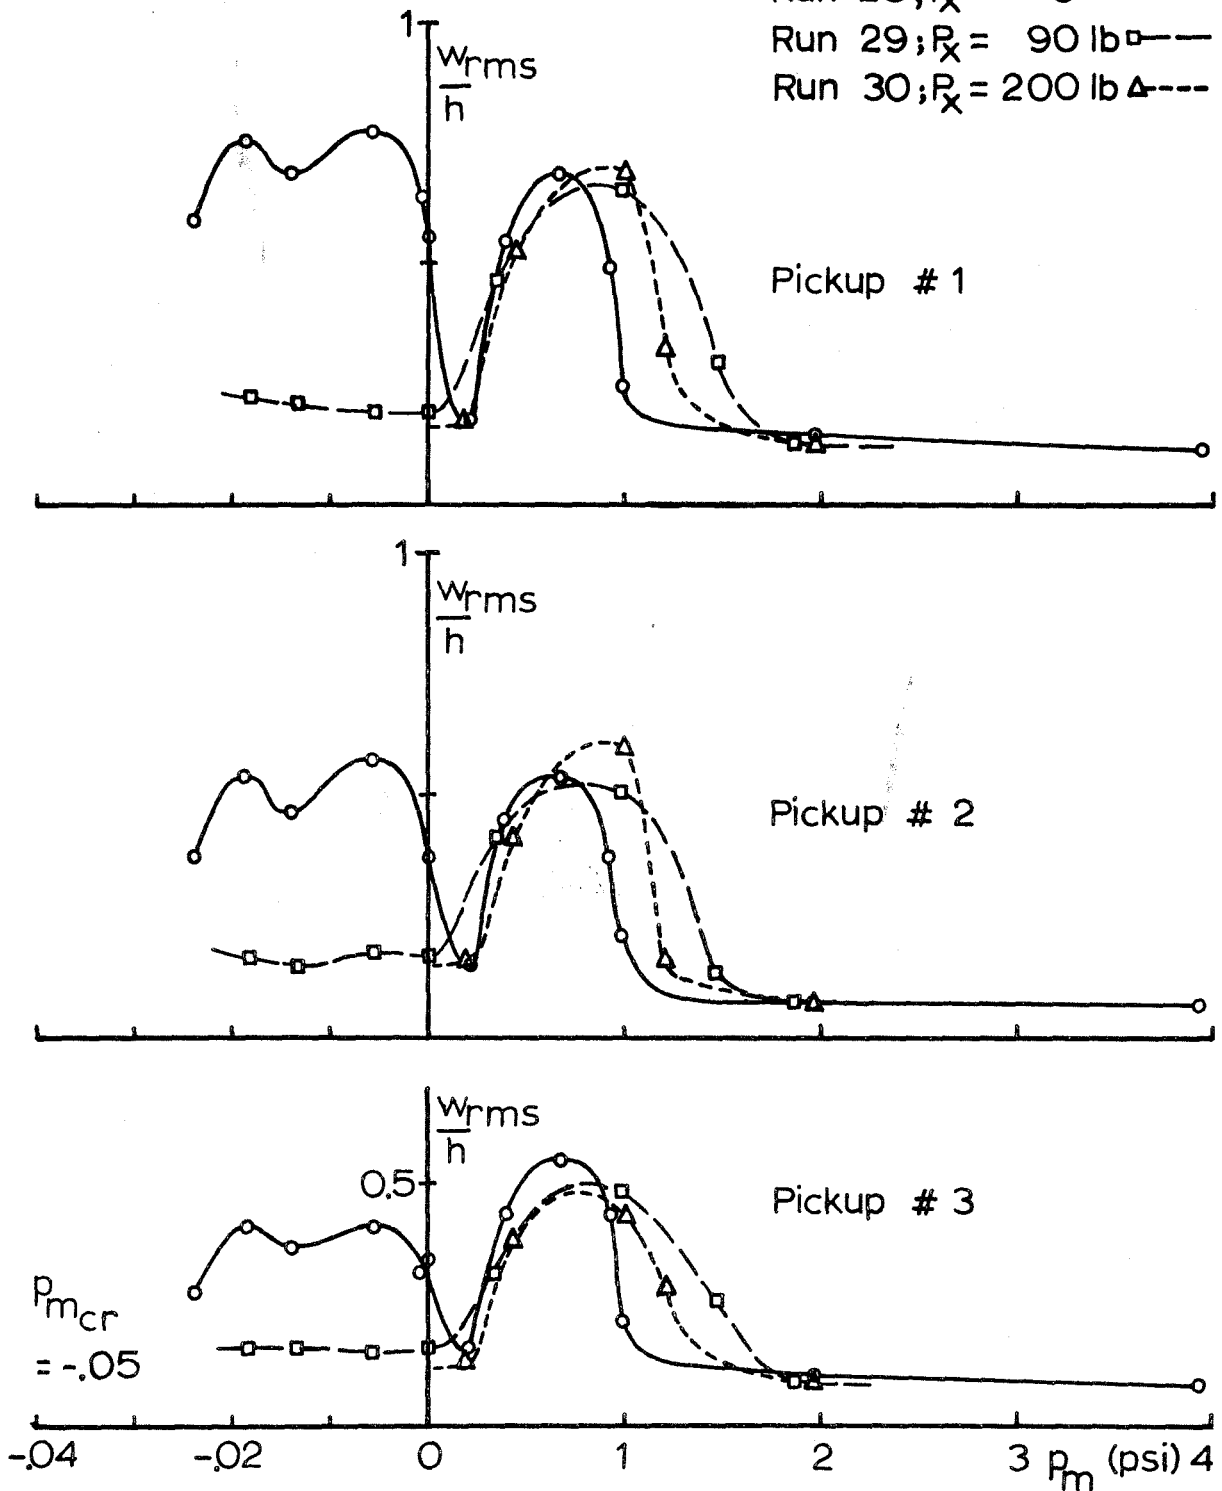 Run 29; Px = 90 lb
Run 30; Px = 200 lb
1
wrms
h
Pickup # 1
1
wrms
h
Pickup # 2
wrms
h
0.5
Pickup # 3
pmcr
= -.05
-.04 -.02 0 1 2 3 pm (psi) 4